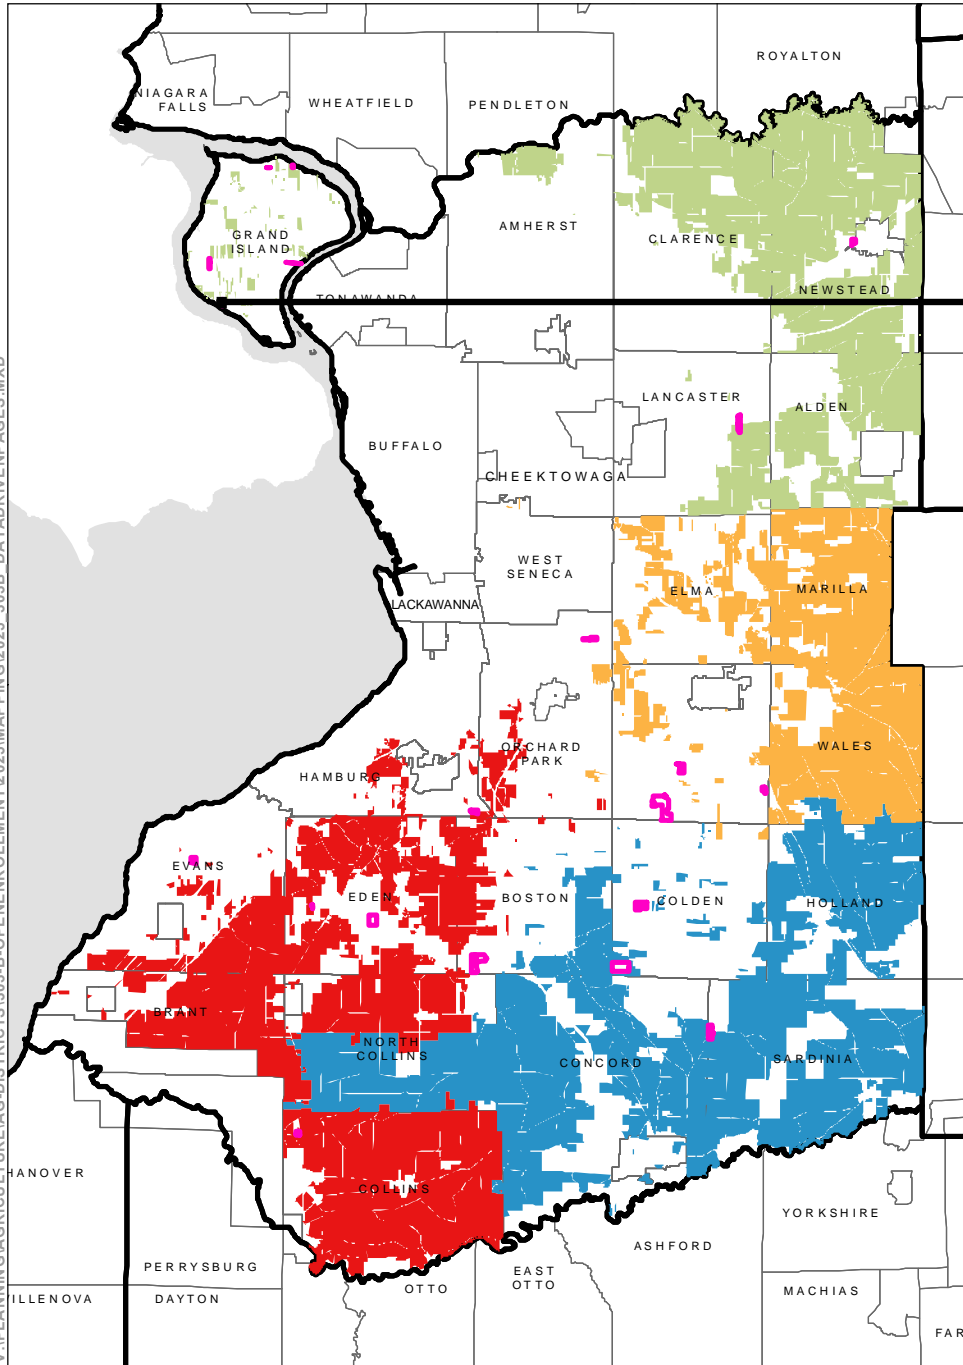 ROYALTON
NIAGARA
FALLS
WHEATFIELD
PENDLETON
GRAND
ISLAND
AMHERST
CLARENCE
NEWSTEAD
TONAWANDA
LANCASTER
ALDEN
BUFFALO
CHEEKTOWAGA
WEST
SENECA
ELMA
MARILLA
LACKAWANNA
ORCHARD
PARK
WALES
HAMBURG
EVANS
EDEN
BOSTON
COLDEN
HOLLAND
BRANT
NORTH
COLLINS
CONCORD
SARDINIA
HANOVER
COLLINS
YORKSHIRE
ASHFORD
PERRYSBURG
EAST
OTTO
OTTO
ILLENOVA
DAYTON
MACHIAS
FAR